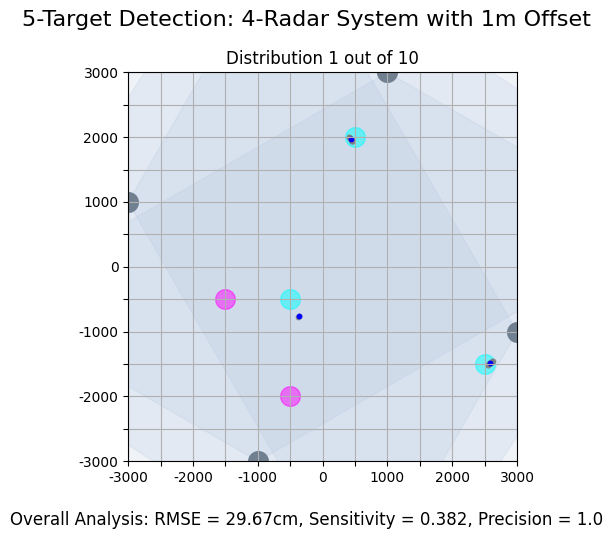 5-Target Detection: 4-Radar System with 1m Offset
Distribution 1 out of 10
3000
2000
1000
0
-1000
-2000
-3000
-3000 -2000 -1000 0 1000 2000 3000
Overall Analysis: RMSE = 29.67cm, Sensitivity = 0.382, Precision = 1.0